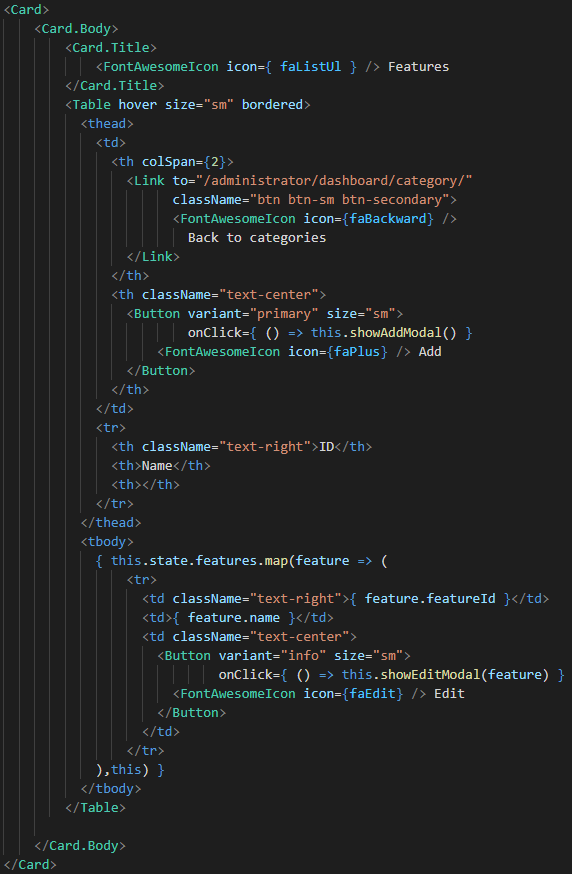 <Card>
<Card.Body>
<Card.Title>
<FontAwesomeIcon icon={ faListUl } /> Features
</Card.Title>
<Table hover size="sm" bordered>
<thead>
<td>
<th colSpan={2}>
<Link to="/administrator/dashboard/category/"
className="btn btn-sm btn-secondary">
<FontAwesomeIcon icon={faBackward} />
Back to categories
</Link>
</th>
<th className="text-center">
<Button variant="primary" size="sm">
onClick={ () => this.showAddModal() }
<FontAwesomeIcon icon={faPlus} /> Add
</Button>
</th>
</td>
<tr>
<th className="text-right">ID</th>
<th>Name</th>
<th></th>
</tr>
</thead>
<tbody>
{ this.state.features.map(feature => (
<tr>
<td className="text-right">{ feature.featureId }</td>
<td>{ feature.name }</td>
<td className="text-center">
<Button variant="info" size="sm">
onClick={ () => this.showEditModal(feature) }
<FontAwesomeIcon icon={faEdit} /> Edit
</Button>
</td>
</tr>
),this) }
</tbody>
</Table>
</Card.Body>
</Card>